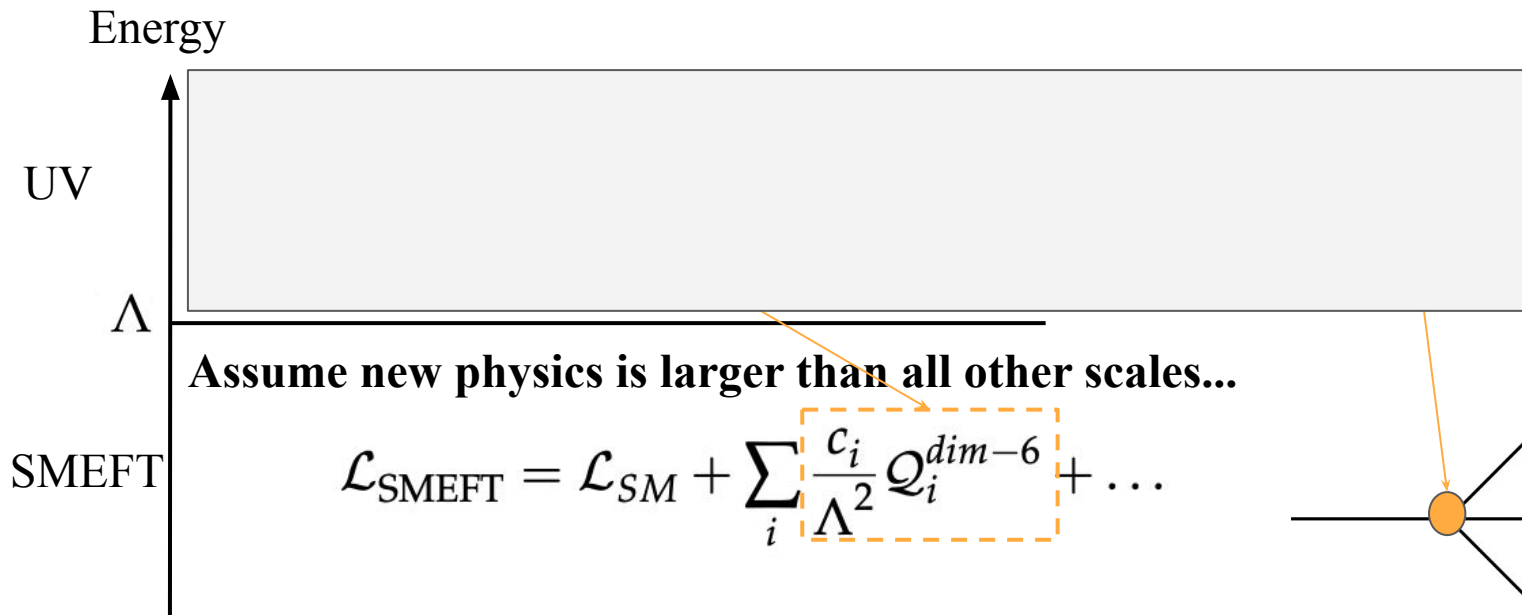 Energy
UV
Λ
Assume new physics is larger than all other scales...
SMEFT
ℒ_SMEFT = ℒ_SM + ∑_i c_i/Λ² 𝒬_i^{dim−6} + …